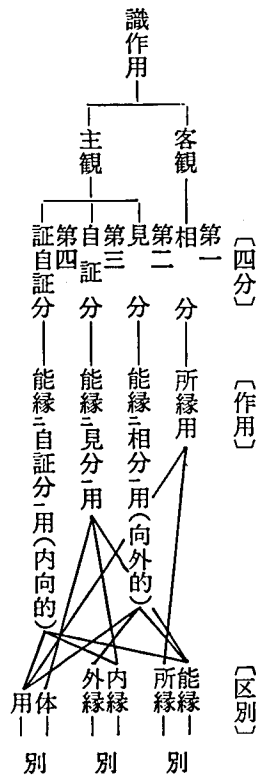 〔四分〕
〔作用〕
〔区別〕
識作用
客観
主観
第一
相分
所縁用
第二
見分
能縁ニ相分ニ用(向外的)
第三
自証分
能縁ニ見分ニ用
第四
証自証分
能縁ニ自証分ニ用(内向的)
能縁
所縁
別
内縁
外縁
別
体
用
別